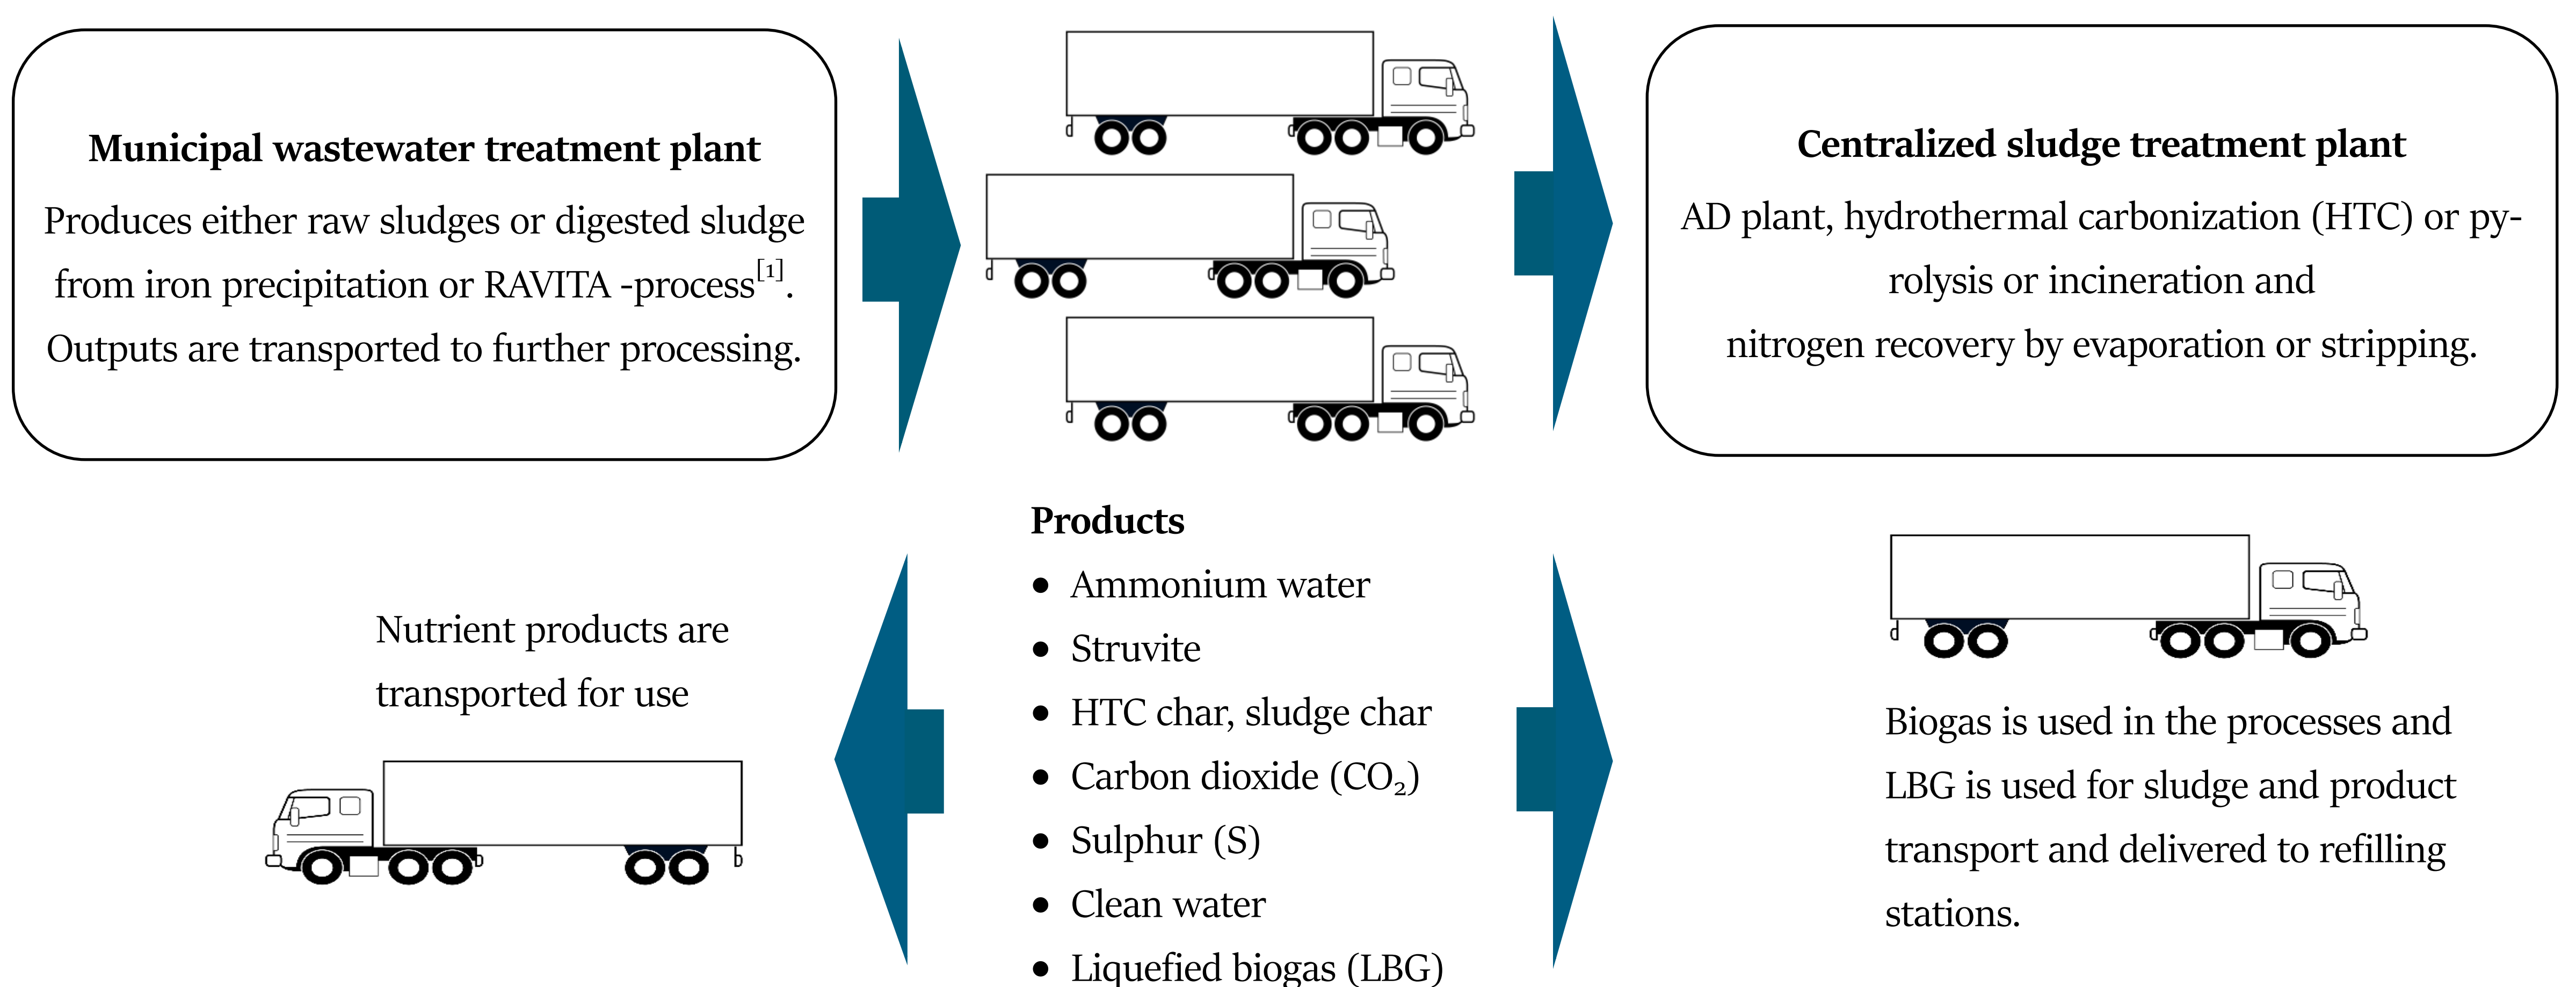 Municipal wastewater treatment plant
Produces either raw sludges or digested sludge
from iron precipitation or RAVITA -process[1].
Outputs are transported to further processing.
Centralized sludge treatment plant
AD plant, hydrothermal carbonization (HTC) or py-
rolysis or incineration and
nitrogen recovery by evaporation or stripping.
Nutrient products are
transported for use
Products
• Ammonium water
• Struvite
• HTC char, sludge char
• Carbon dioxide (CO₂)
• Sulphur (S)
• Clean water
• Liquefied biogas (LBG)
Biogas is used in the processes and
LBG is used for sludge and product
transport and delivered to refilling
stations.